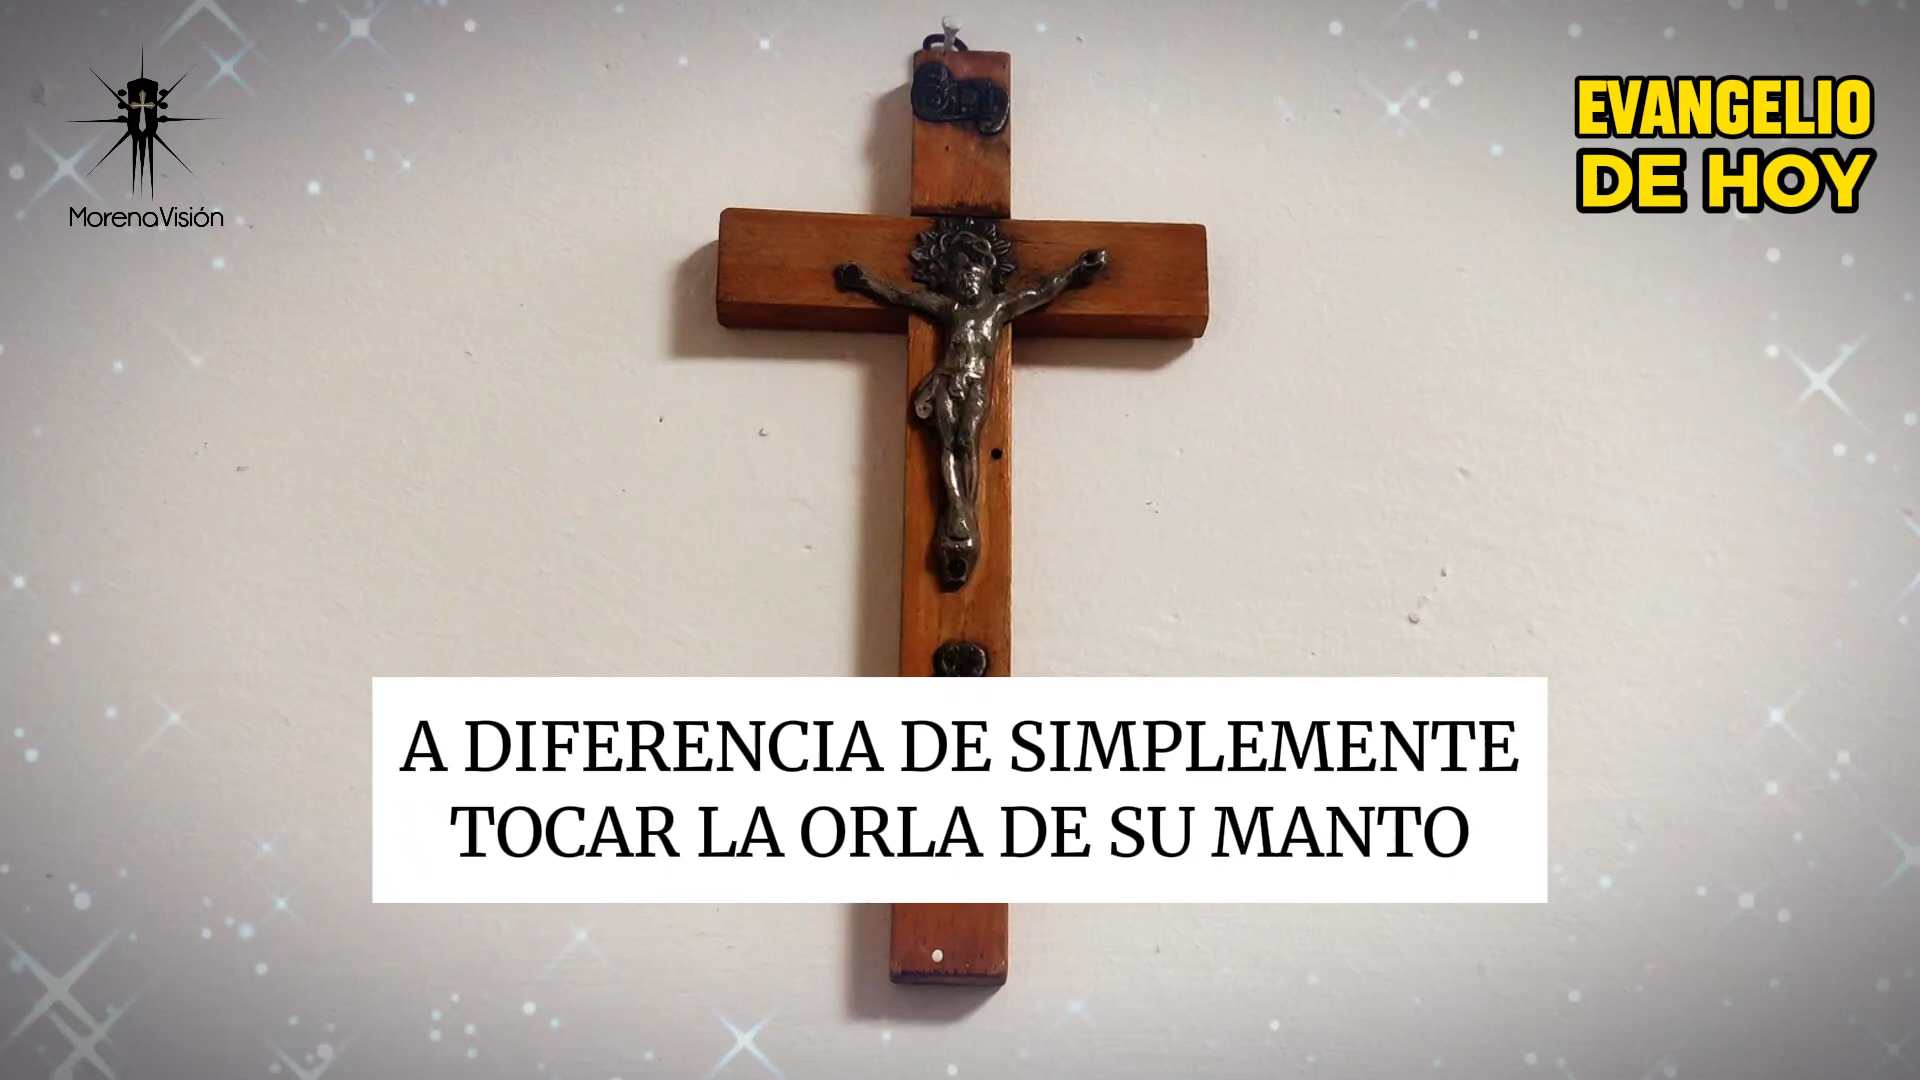 MorenaVisión
EVANGELIO
DE HOY
A DIFERENCIA DE SIMPLEMENTE
TOCAR LA ORLA DE SU MANTO